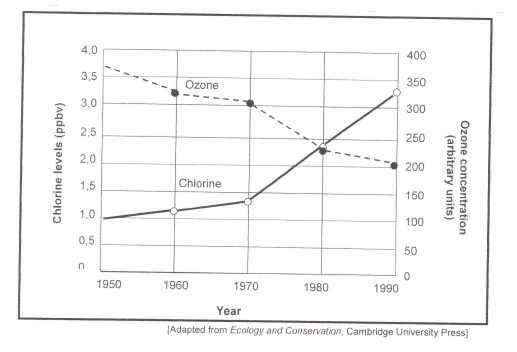 4,0
3,5
3,0
2,5
2,0
1,5
1,0
0,5
n
Chlorine levels (ppbv)
Ozone
Chlorine
400
350
300
250
200
150
100
50
0
Ozone concentration
(arbitrary units)
1950 1960 1970 1980 1990
Year
[Adapted from Ecology and Conservation, Cambridge University Press]